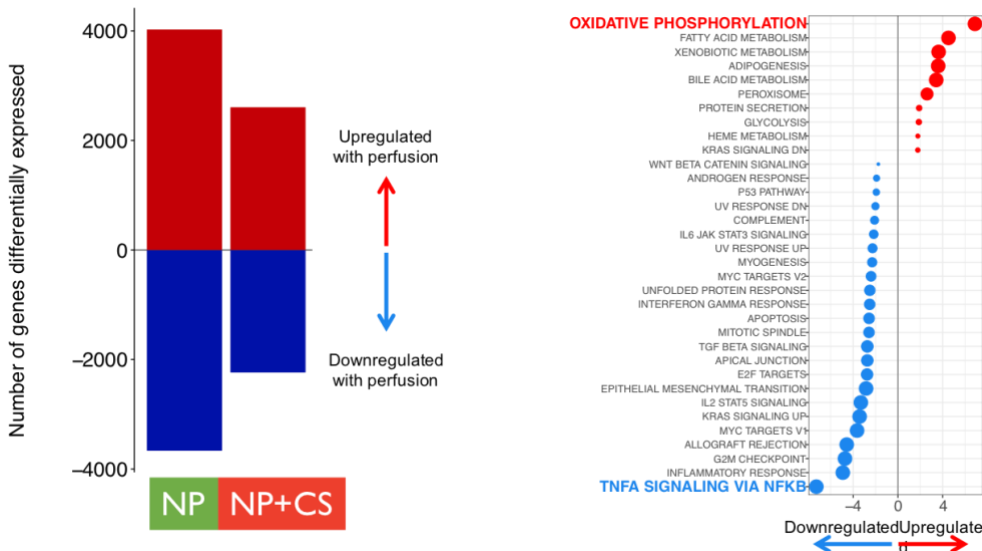 Number of genes differentially expressed
4000
2000
0
−2000
−4000
Upregulated
with perfusion
Downregulated
with perfusion
NP
NP+CS
OXIDATIVE PHOSPHORYLATION
FATTY ACID METABOLISM
XENOBIOTIC METABOLISM
ADIPOGENESIS
BILE ACID METABOLISM
PEROXISOME
PROTEIN SECRETION
GLYCOLYSIS
HEME METABOLISM
KRAS SIGNALING DN
WNT BETA CATENIN SIGNALING
ANDROGEN RESPONSE
P53 PATHWAY
UV RESPONSE DN
COMPLEMENT
IL6 JAK STAT3 SIGNALING
UV RESPONSE UP
MYOGENESIS
MYC TARGETS V2
UNFOLDED PROTEIN RESPONSE
INTERFERON GAMMA RESPONSE
APOPTOSIS
MITOTIC SPINDLE
TGF BETA SIGNALING
APICAL JUNCTION
E2F TARGETS
EPITHELIAL MESENCHYMAL TRANSITION
IL2 STAT5 SIGNALING
KRAS SIGNALING UP
MYC TARGETS V1
ALLOGRAFT REJECTION
G2M CHECKPOINT
INFLAMMATORY RESPONSE
TNFA SIGNALING VIA NFKB
−4 0 4
Downregulated Upregulate
d